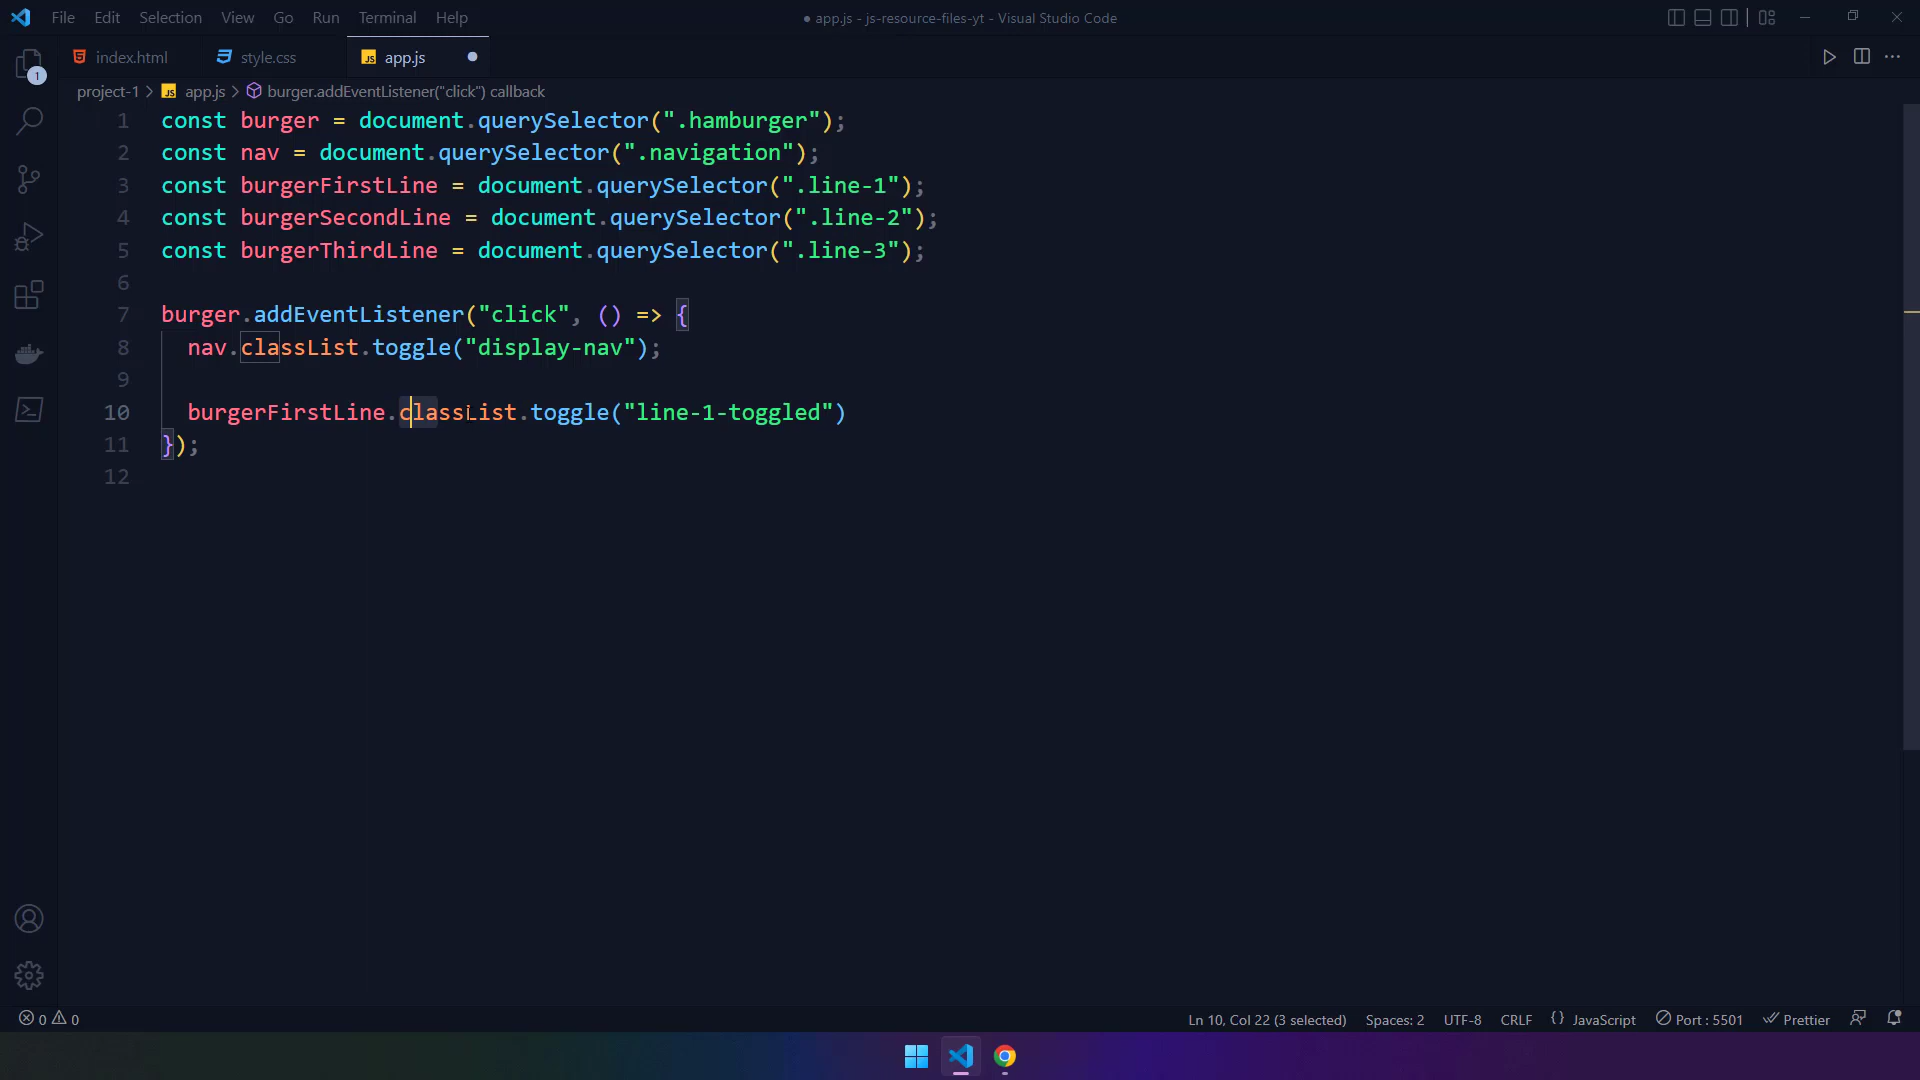 File Edit Selection View Go Run Terminal Help
● app.js - js-resource-files-yt - Visual Studio Code
index.html style.css JS app.js ●
1
project-1 > JS app.js > burger.addEventListener("click") callback
1 const burger = document.querySelector(".hamburger");
2 const nav = document.querySelector(".navigation");
3 const burgerFirstLine = document.querySelector(".line-1");
4 const burgerSecondLine = document.querySelector(".line-2");
5 const burgerThirdLine = document.querySelector(".line-3");
6
7 burger.addEventListener("click", () => {
8 nav.classList.toggle("display-nav");
9
10 burgerFirstLine.classList.toggle("line-1-toggled")
11 });
12
0 0 Ln 10, Col 22 (3 selected) Spaces: 2 UTF-8 CRLF {} JavaScript Port : 5501 Prettier